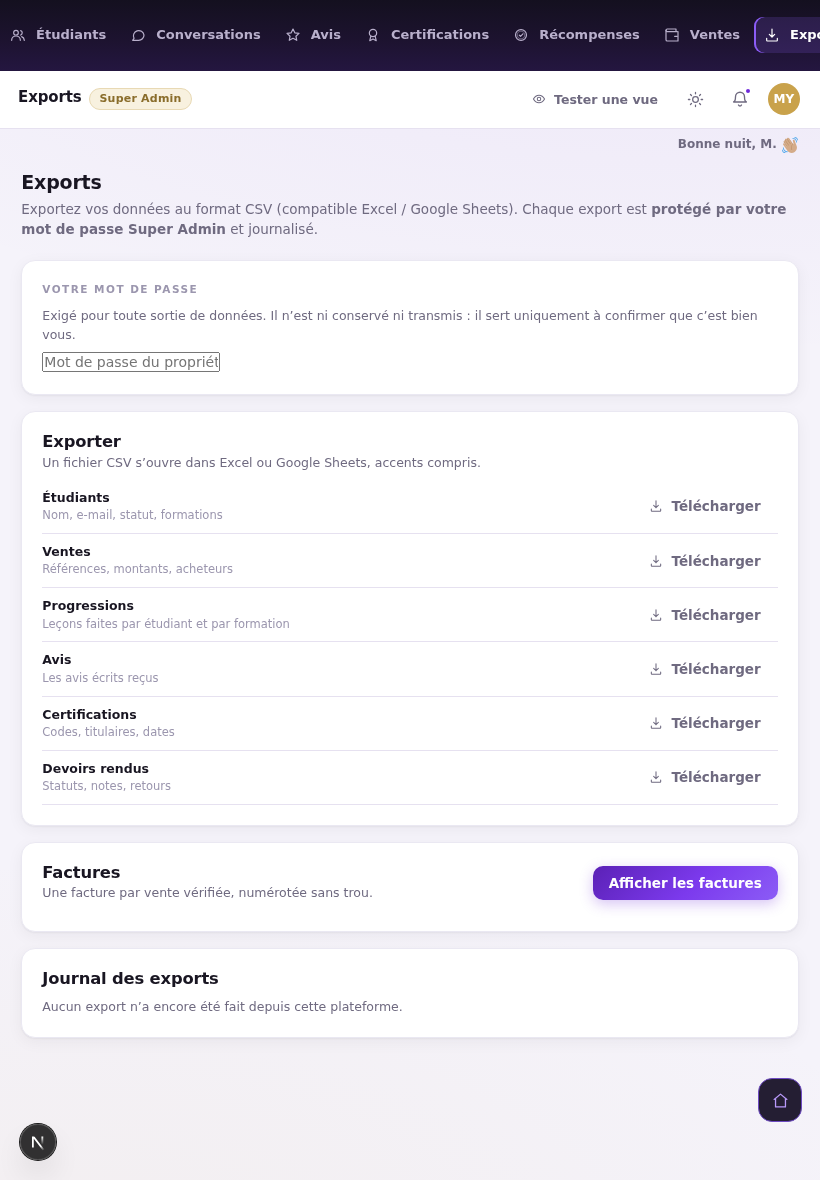 Étudiants
Conversations
Avis
Certifications
Récompenses
Ventes
Exports
Super Admin
Tester une vue
MY
Bonne nuit, M.
Exports
Exportez vos données au format CSV (compatible Excel / Google Sheets). Chaque export est protégé par votre
mot de passe Super Admin et journalisé.
VOTRE MOT DE PASSE
Exigé pour toute sortie de données. Il n’est ni conservé ni transmis : il sert uniquement à confirmer que c’est bien
vous.
Mot de passe du
Exporter
Un fichier CSV s’ouvre dans Excel ou Google Sheets, accents compris.
Étudiants
Nom, e-mail, statut, formations
Télécharger
Ventes
Références, montants, acheteurs
Télécharger
Progressions
Leçons faites par étudiant et par formation
Télécharger
Avis
Les avis écrits reçus
Télécharger
Certifications
Codes, titulaires, dates
Télécharger
Devoirs rendus
Statuts, notes, retours
Télécharger
Factures
Une facture par vente vérifiée, numérotée sans trou.
Afficher les factures
Journal des exports
Aucun export n’a encore été fait depuis cette plateforme.
N